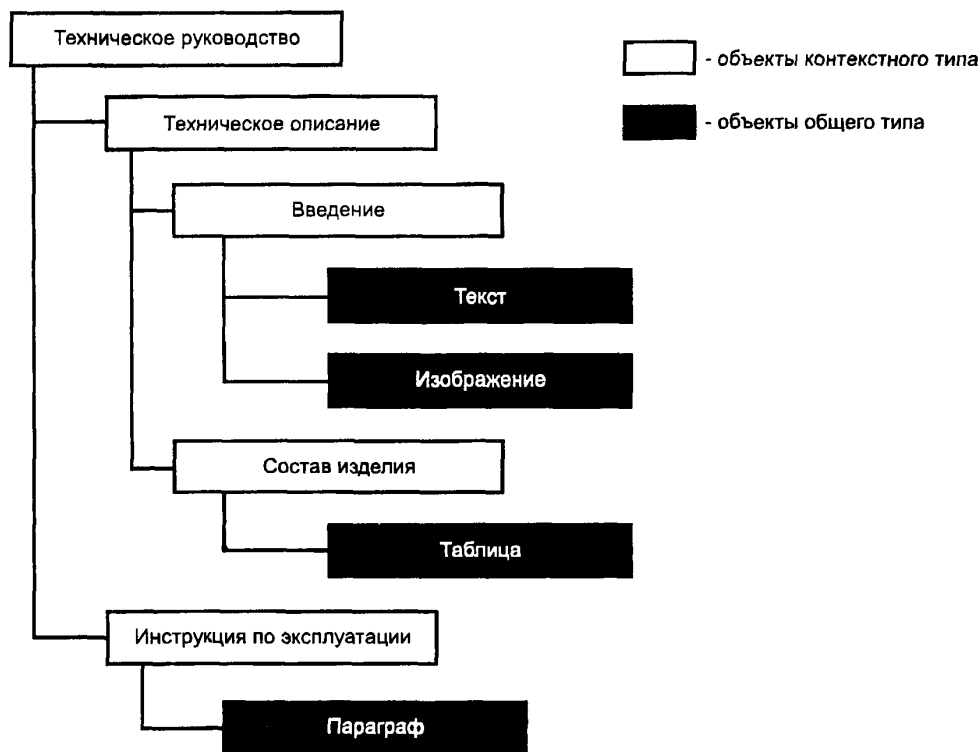 Техническое руководство
- объекты контекстного типа
Техническое описание
- объекты общего типа
Введение
Текст
Изображение
Состав изделия
Таблица
Инструкция по эксплуатации
Параграф